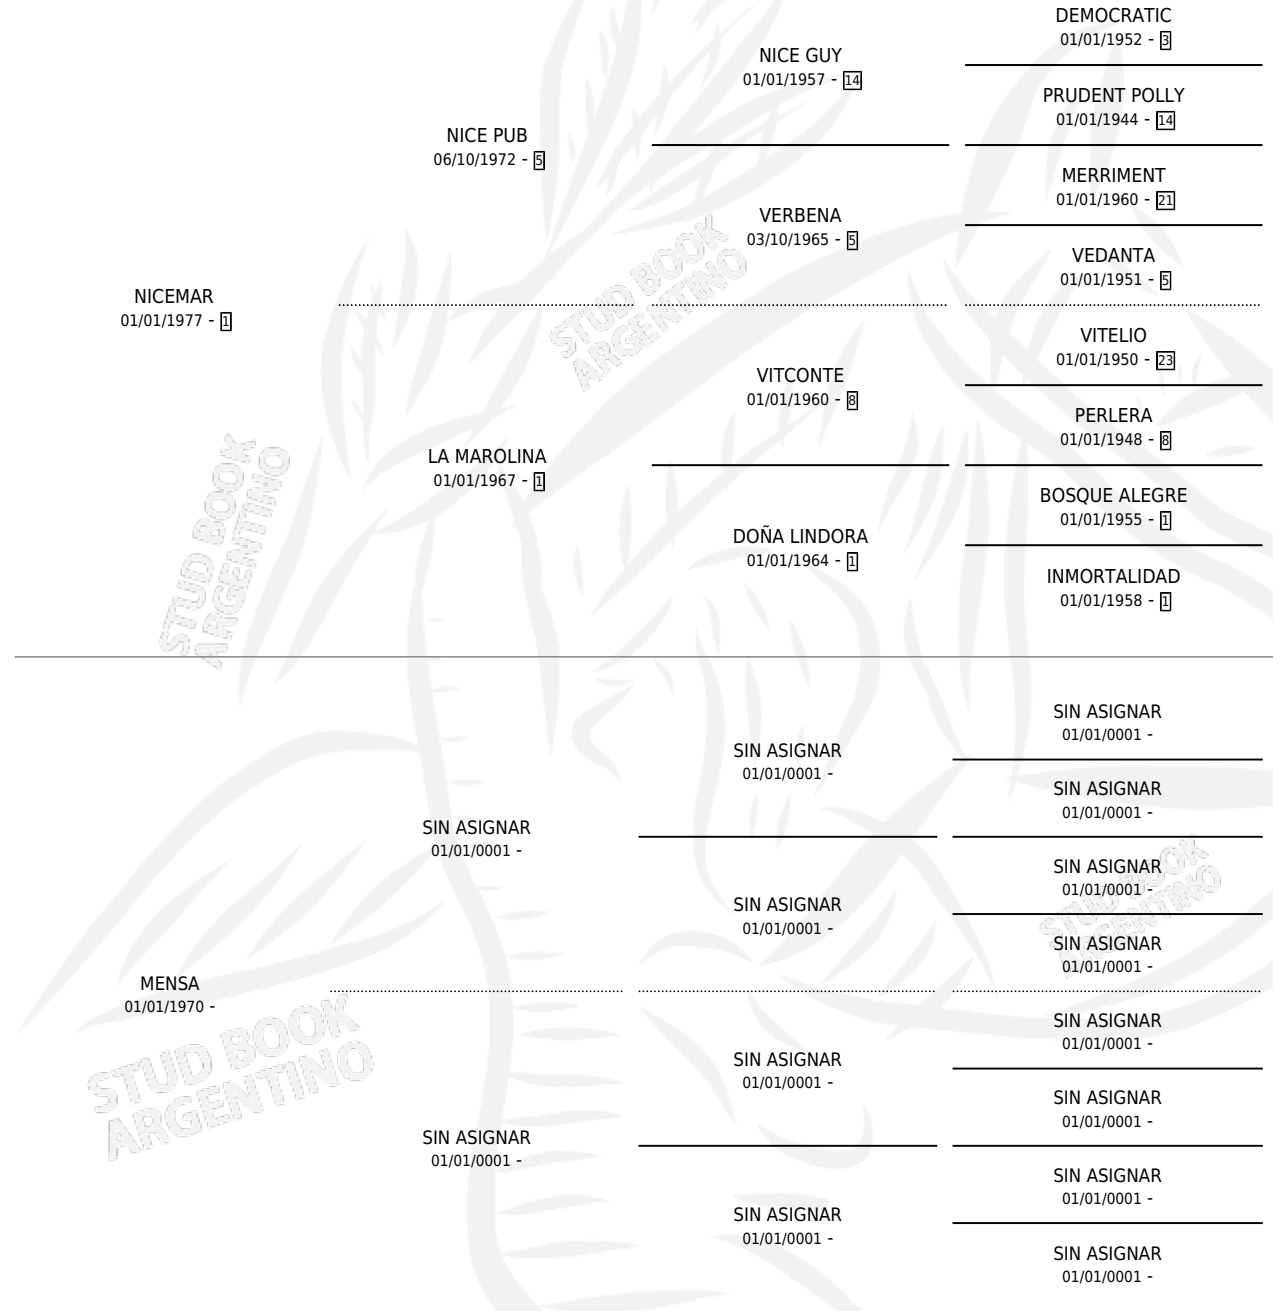 DEMOCRATIC
01/01/1952 - 3
NICE GUY
01/01/1957 - 14
PRUDENT POLLY
01/01/1944 - 14
NICE PUB
06/10/1972 - 5
MERRIMENT
01/01/1960 - 21
VERBENA
03/10/1965 - 5
VEDANTA
01/01/1951 - 5
NICEMAR
01/01/1977 - 1
VITELIO
01/01/1950 - 23
VITCONTE
01/01/1960 - 8
PERLERA
01/01/1948 - 8
LA MAROLINA
01/01/1967 - 1
BOSQUE ALEGRE
01/01/1955 - 1
DOÑA LINDORA
01/01/1964 - 1
INMORTALIDAD
01/01/1958 - 1
STUD BOOK
ARGENTINO
STUD BOOK
ARGENTINO
SIN ASIGNAR
01/01/0001 -
SIN ASIGNAR
01/01/0001 -
SIN ASIGNAR
01/01/0001 -
SIN ASIGNAR
01/01/0001 -
SIN ASIGNAR
01/01/0001 -
SIN ASIGNAR
01/01/0001 -
SIN ASIGNAR
01/01/0001 -
MENSA
01/01/1970 -
SIN ASIGNAR
01/01/0001 -
SIN ASIGNAR
01/01/0001 -
SIN ASIGNAR
01/01/0001 -
SIN ASIGNAR
01/01/0001 -
SIN ASIGNAR
01/01/0001 -
SIN ASIGNAR
01/01/0001 -
SIN ASIGNAR
01/01/0001 -
STUD BOOK
ARGENTINO
STUD BOOK
ARGENTINO